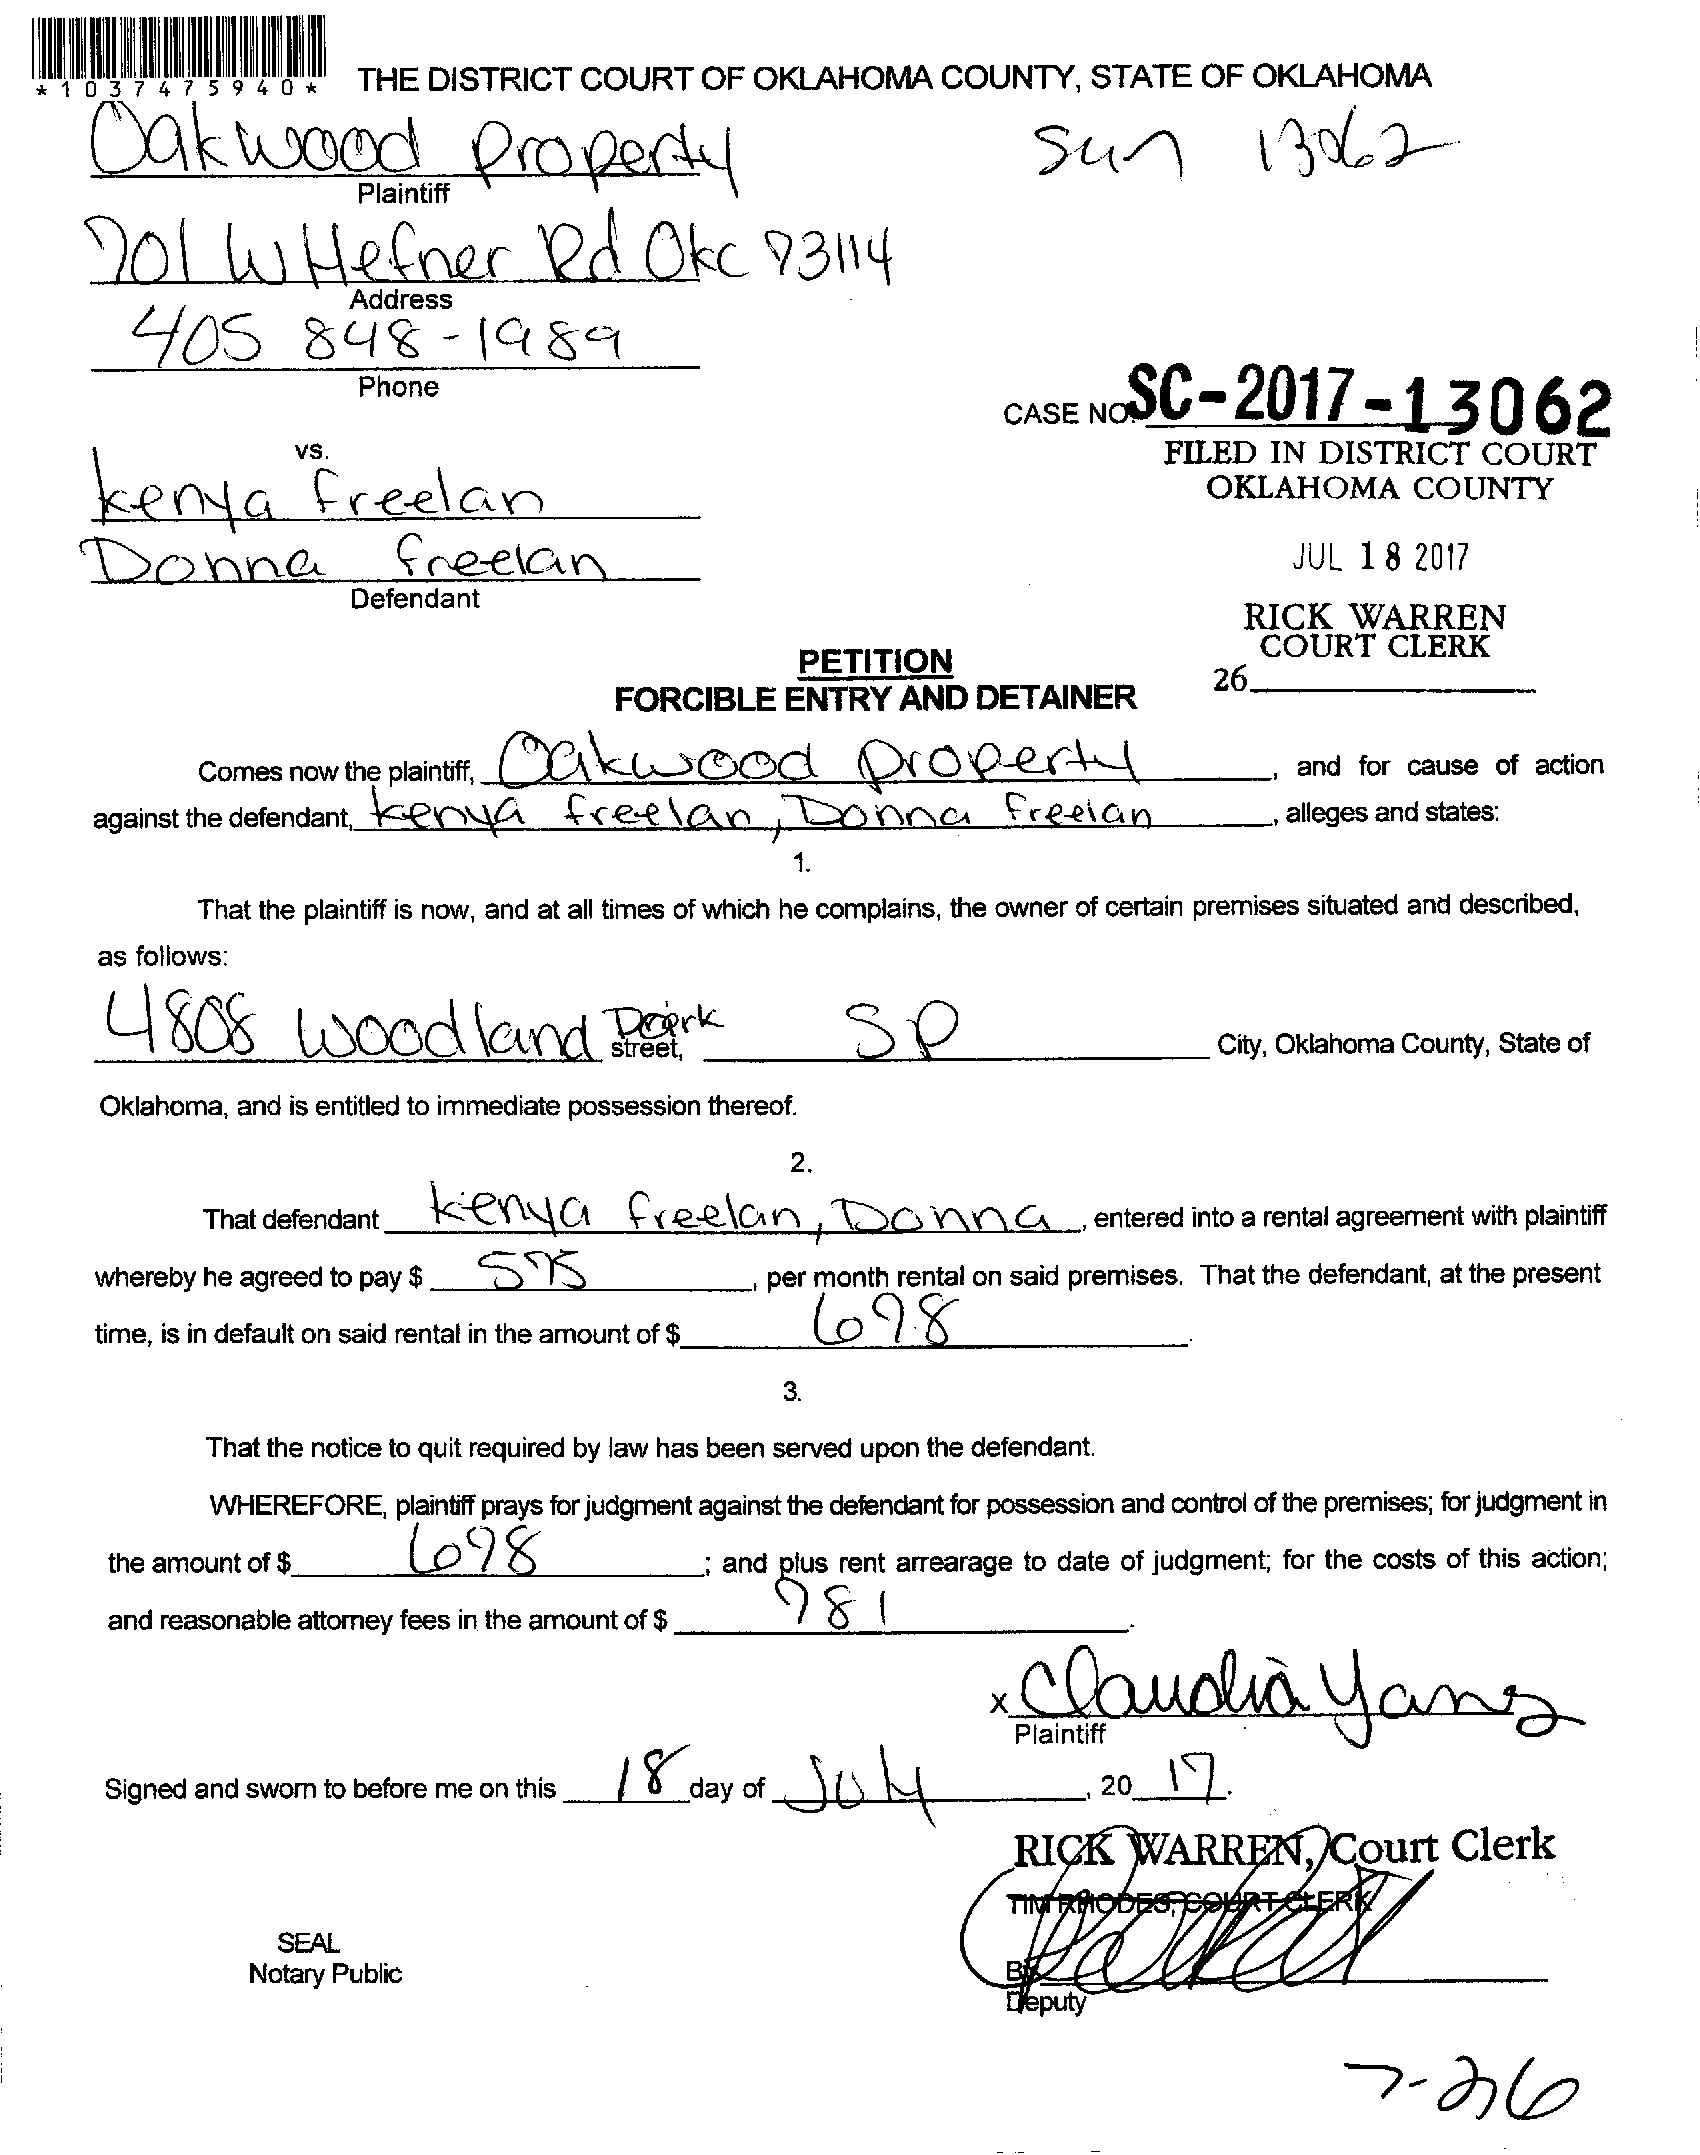 *1037475940*
THE DISTRICT COURT OF OKLAHOMA COUNTY, STATE OF OKLAHOMA
Oakwood property
Sun 13062
Plaintiff
701 W Hefner Rd Okc 73114
Address
405 848-1989
Phone
CASE NO. SC-2017-13062
vs.
FILED IN DISTRICT COURT
OKLAHOMA COUNTY
kenya freelan
JUL 18 2017
Donna freelan
Defendant
RICK WARREN
COURT CLERK
26
PETITION
FORCIBLE ENTRY AND DETAINER
Comes now the plaintiff, Oakwood property, and for cause of action
against the defendant, kenya freelan, Donna freelan, alleges and states:
1.
That the plaintiff is now, and at all times of which he complains, the owner of certain premises situated and described,
as follows:
4808 Woodland street, SP City, Oklahoma County, State of
Oklahoma, and is entitled to immediate possession thereof.
2.
That defendant kenya freelan, Donna, entered into a rental agreement with plaintiff
whereby he agreed to pay $ 575, per month rental on said premises. That the defendant, at the present
time, is in default on said rental in the amount of $ 698.
3.
That the notice to quit required by law has been served upon the defendant.
WHEREFORE, plaintiff prays for judgment against the defendant for possession and control of the premises; for judgment in
the amount of $ 698; and plus rent arrearage to date of judgment; for the costs of this action;
and reasonable attorney fees in the amount of $ 781.
x Claudia
Plaintiff
Signed and sworn to before me on this 18 day of July, 2017.
RICK WARREN, Court Clerk
TIM RHODES, COURT CLERK
SEAL
Notary Public
By
Deputy
7-26